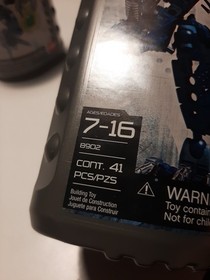 AGES/EDADES
7-16
8902
CONT. 41
PCS/PZS
Building Toy
Jouet de Construction
Juguete para Construir
WARN
Toy contain
Not for chil